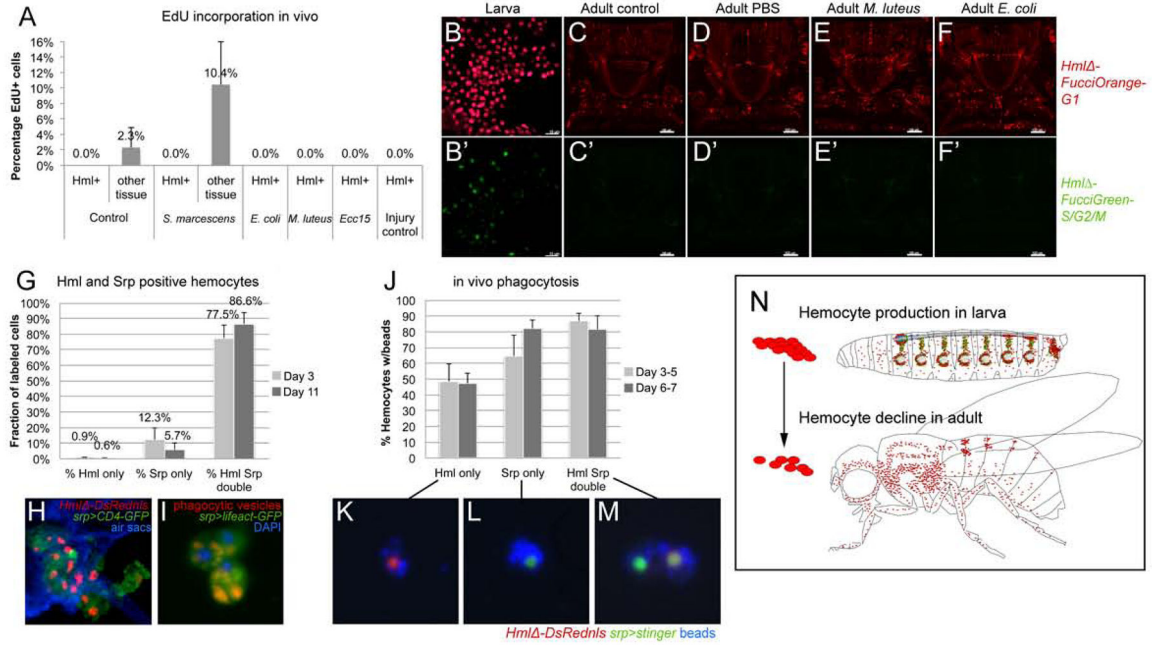 A
EdU incorporation in vivo
Percentage EdU+ cells
16%
14%
12%
10%
8%
6%
4%
2%
0%
0.0%
2.3%
0.0%
10.4%
0.0%
0.0%
0.0%
0.0%
Hml+
other tissue
Hml+
other tissue
Hml+
Hml+
Hml+
Hml+
Control
S. marcescens
E. coli
M. luteus
Ecc15
Injury control
Larva
Adult control
Adult PBS
Adult M. luteus
Adult E. coli
B
C
D
E
F
HmlΔ-
FucciOrange-
G1
B'
C'
D'
E'
F'
HmlΔ-
FucciGreen-
S/G2/M
G
Hml and Srp positive hemocytes
Fraction of labeled cells
100%
90%
80%
70%
60%
50%
40%
30%
20%
10%
0%
0.9%
0.6%
12.3%
5.7%
77.5%
86.6%
% Hml only
% Srp only
% Hml Srp
double
Day 3
Day 11
H
HmlΔ-DsRednls
srp>CD4-GFP
air sacs
I
phagocytic vesicles
srp>lifeact-GFP
DAPI
J
in vivo phagocytosis
% Hemocytes w/beads
100
90
80
70
60
50
40
30
20
10
0
Hml only
Srp only
Hml Srp
double
Day 3-5
Day 6-7
K
L
M
HmlΔ-DsRednls srp>stinger beads
N
Hemocyte production in larva
Hemocyte decline in adult